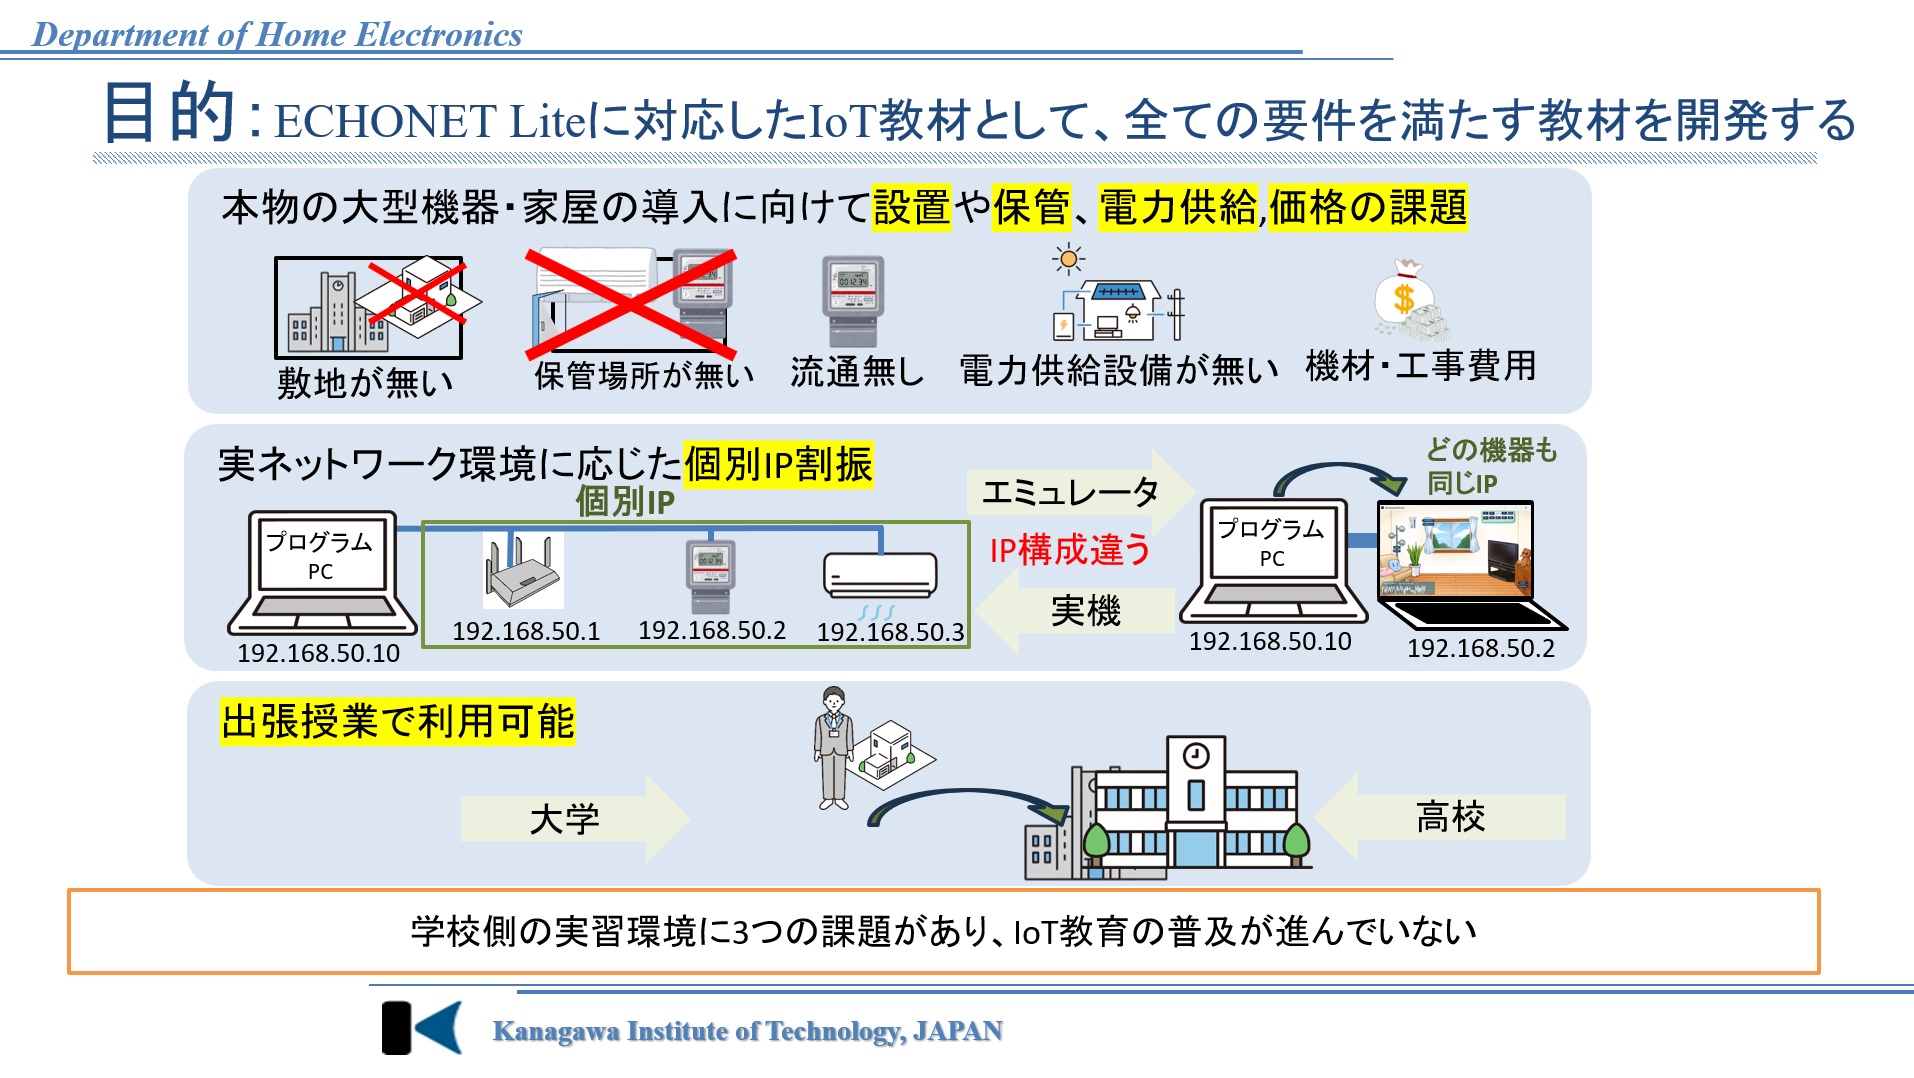 Department of Home Electronics
目的：ECHONET Liteに対応したIoT教材として、全ての要件を満たす教材を開発する
本物の大型機器・家屋の導入に向けて設置や保管、電力供給,価格の課題
敷地が無い
保管場所が無い
流通無し
電力供給設備が無い
機材・工事費用
実ネットワーク環境に応じた個別IP割振
個別IP
プログラム
PC
192.168.50.10
192.168.50.1
192.168.50.2
192.168.50.3
エミュレータ
IP構成違う
実機
どの機器も
同じIP
プログラム
PC
192.168.50.10
192.168.50.2
出張授業で利用可能
大学
高校
学校側の実習環境に3つの課題があり、IoT教育の普及が進んでいない
Kanagawa Institute of Technology, JAPAN